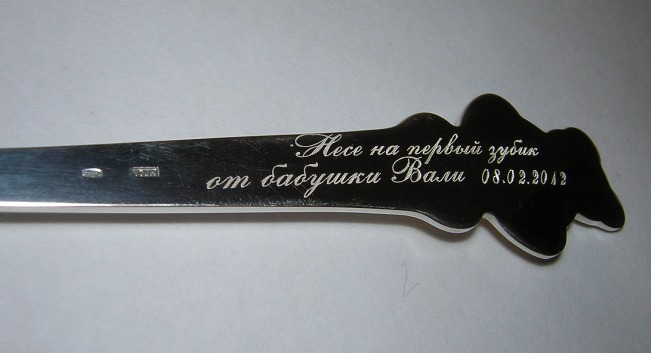 Несе на первый зубик
от бабушки Вали 08.02.2012